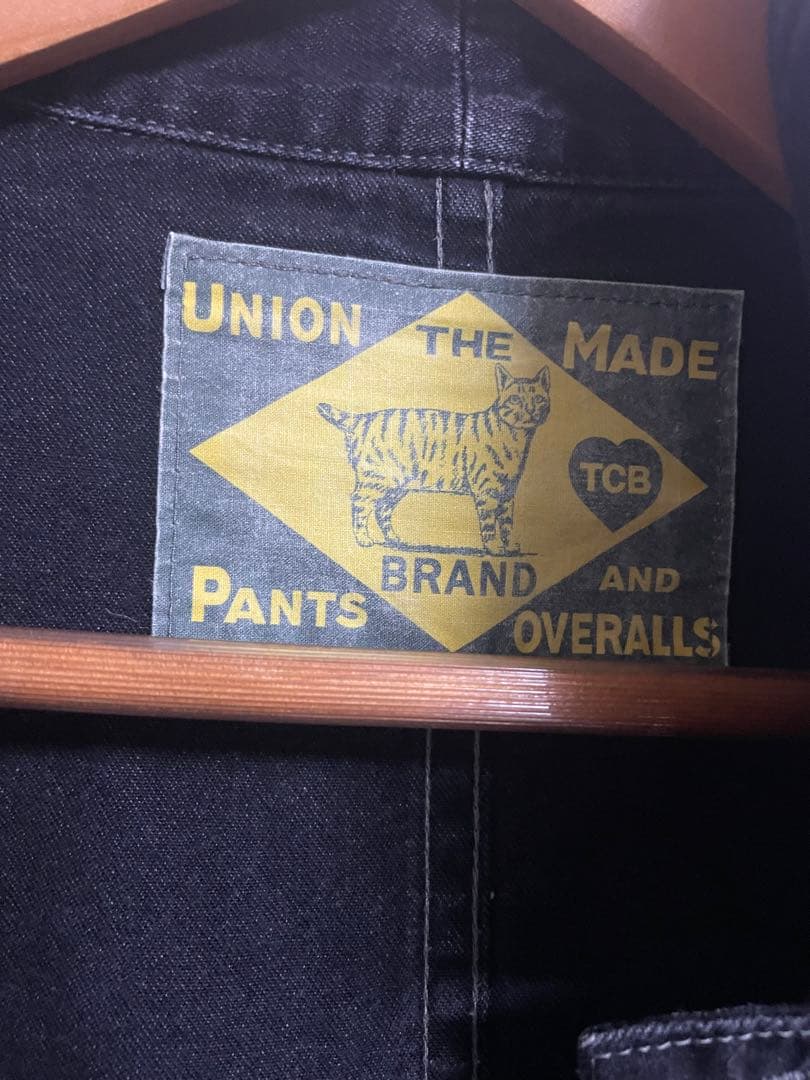 UNION THE MADE
TCB
BRAND
PANTS AND
OVERALLS